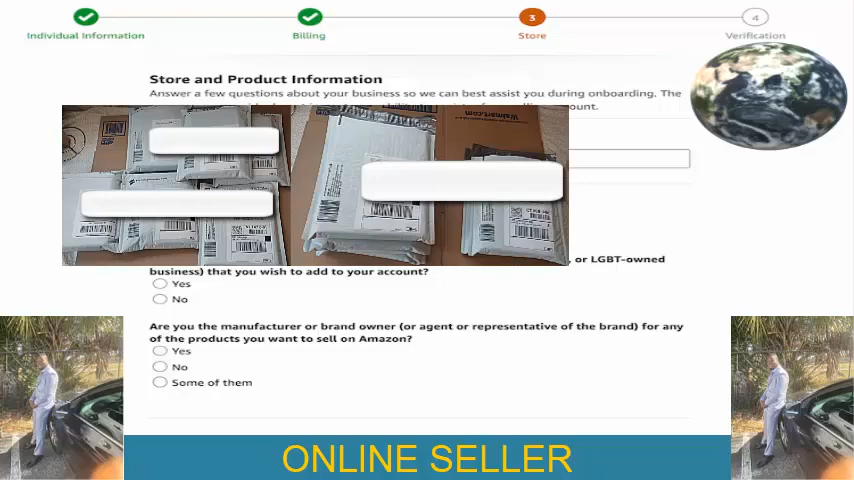 3
4
Individual Information
Billing
Store
Verification
Store and Product Information
Answer a few questions about your business so we can best assist you during onboarding. The
ount.
Walmart.com
, or LGBT-owned
business) that you wish to add to your account?
Yes
No
Are you the manufacturer or brand owner (or agent or representative of the brand) for any
of the products you want to sell on Amazon?
Yes
No
Some of them
ONLINE SELLER